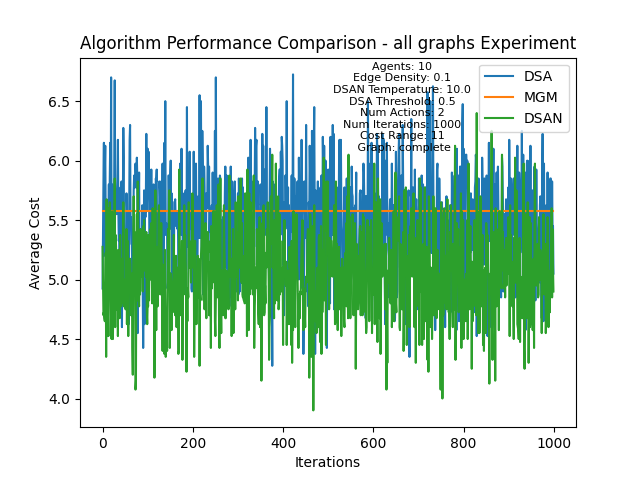 Algorithm Performance Comparison - all graphs Experiment
Agents: 10
Edge Density: 0.1
DSAN Temperature: 10.0
DSA Threshold: 0.5
Num Actions: 2
Num Iterations: 1000
Cost Range: 11
Graph: complete
DSA
MGM
DSAN
Average Cost
6.5
6.0
5.5
5.0
4.5
4.0
0 200 400 600 800 1000
Iterations